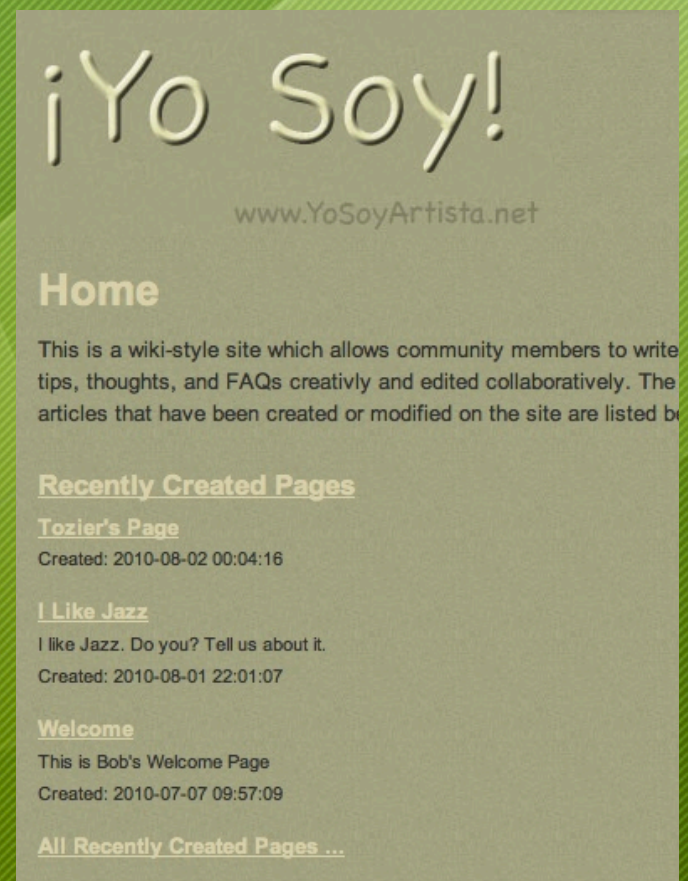 ¡Yo Soy!
www.YoSoyArtista.net
Home
This is a wiki-style site which allows community members to write
tips, thoughts, and FAQs creativly and edited collaboratively. The
articles that have been created or modified on the site are listed
Recently Created Pages
Tozier's Page
Created: 2010-08-02 00:04:16
I Like Jazz
I like Jazz. Do you? Tell us about it.
Created: 2010-08-01 22:01:07
Welcome
This is Bob's Welcome Page
Created: 2010-07-07 09:57:09
All Recently Created Pages ...